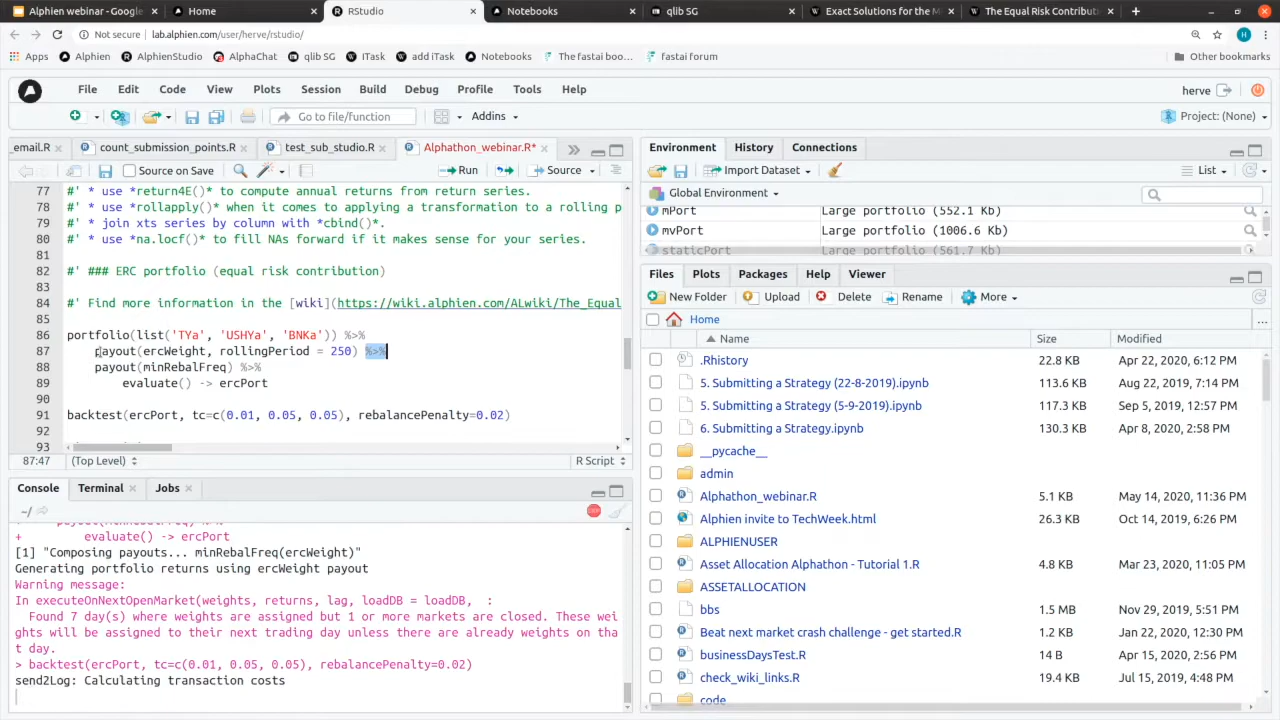 Alphien webinar - Google
Home
RStudio
Notebooks
qlib SG
Exact Solutions for the M
The Equal Risk Contribut
Not secure
lab.alphien.com/user/herve/rstudio/
H
Apps
Alphien
AlphienStudio
AlphaChat
qlib SG
ITask
add iTask
Notebooks
The fastai boo...
fastai forum
Other bookmarks
File
Edit
Code
View
Plots
Session
Build
Debug
Profile
Tools
Help
herve
Go to file/function
Addins
Project: (None)
_email.R
count_submission_points.R
test_sub_studio.R
Alphathon_webinar.R*
Source on Save
Run
Source
77 #' * use *return4E()* to compute annual returns from return series.
78 #' * use *rollapply()* when it comes to applying a transformation to a rolling p
79 #' * join xts series by column with *cbind()*.
80 #' * use *na.locf()* to fill NAs forward if it makes sense for your series.
81
82 #' ### ERC portfolio (equal risk contribution)
83
84 #' Find more information in the [wiki](https://wiki.alphien.com/ALwiki/The_Equal
85
86 portfolio(list('TYa', 'USHYa', 'BNKa')) %>%
87 payout(ercWeight, rollingPeriod = 250) %>%
88 payout(minRebalFreq) %>%
89 evaluate() -> ercPort
90
91 backtest(ercPort, tc=c(0.01, 0.05, 0.05), rebalancePenalty=0.02)
92
93
87:47
(Top Level)
R Script
Console
Terminal
Jobs
~/
+ evaluate() -> ercPort
[1] "Composing payouts... minRebalFreq(ercWeight)"
Generating portfolio returns using ercWeight payout
Warning message:
In executeOnNextOpenMarket(weights, returns, lag, loadDB = loadDB, :
Found 7 day(s) where weights are assigned but 1 or more markets are closed. These wei
ghts will be assigned to their next trading day unless there are already weights on tha
t day.
> backtest(ercPort, tc=c(0.01, 0.05, 0.05), rebalancePenalty=0.02)
send2Log: Calculating transaction costs
Environment
History
Connections
Import Dataset
List
Global Environment
mPort Large portfolio (552.1 Kb)
mvPort Large portfolio (1006.6 Kb)
staticPort Large portfolio (561.7 Kb)
Files
Plots
Packages
Help
Viewer
New Folder
Upload
Delete
Rename
More
Home
...
Name
Size
Modified
.Rhistory 22.8 KB Apr 22, 2020, 6:12 PM
5. Submitting a Strategy (22-8-2019).ipynb 113.6 KB Aug 22, 2019, 7:14 PM
5. Submitting a Strategy (5-9-2019).ipynb 117.3 KB Sep 5, 2019, 12:57 PM
6. Submitting a Strategy.ipynb 130.3 KB Apr 8, 2020, 2:58 PM
__pycache__
admin
Alphathon_webinar.R 5.1 KB May 14, 2020, 11:36 PM
Alphien invite to TechWeek.html 26.3 KB Oct 14, 2019, 6:26 PM
ALPHIENUSER
Asset Allocation Alphathon - Tutorial 1.R 4.8 KB Mar 23, 2020, 11:05 PM
ASSETALLOCATION
bbs 1.5 MB Nov 29, 2019, 5:51 PM
Beat next market crash challenge - get started.R 1.2 KB Jan 22, 2020, 12:30 PM
businessDaysTest.R 14 B Apr 15, 2020, 2:56 PM
check_wiki_links.R 19.4 KB Jul 15, 2019, 4:48 PM
code